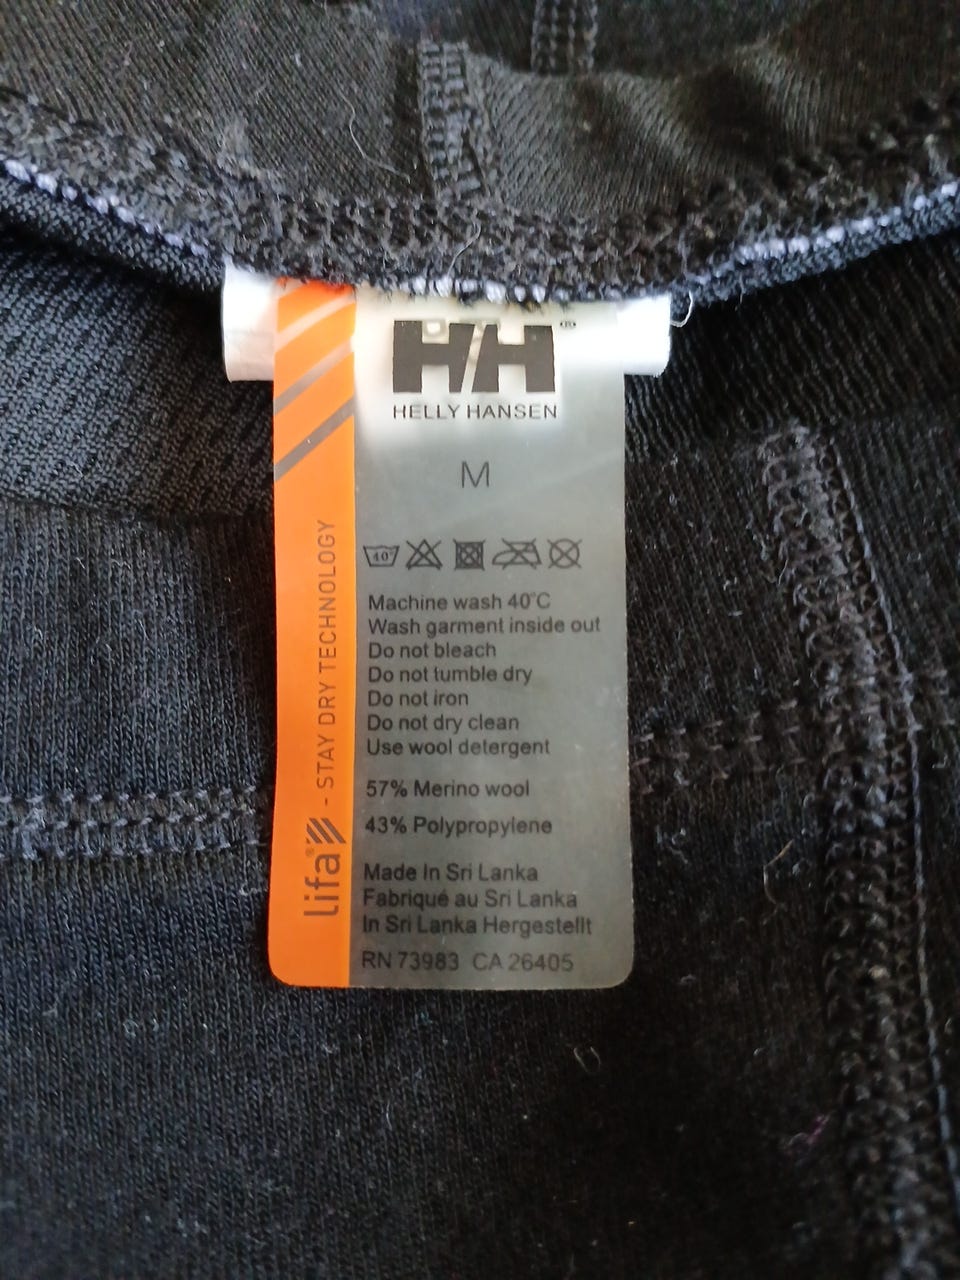 HH®
HELLY HANSEN
M
40°
Machine wash 40°C
Wash garment inside out
Do not bleach
Do not tumble dry
Do not iron
Do not dry clean
Use wool detergent
57% Merino wool
43% Polypropylene
Made In Sri Lanka
Fabriqué au Sri Lanka
In Sri Lanka Hergestellt
RN 73983 CA 26405
lifa® - STAY DRY TECHNOLOGY